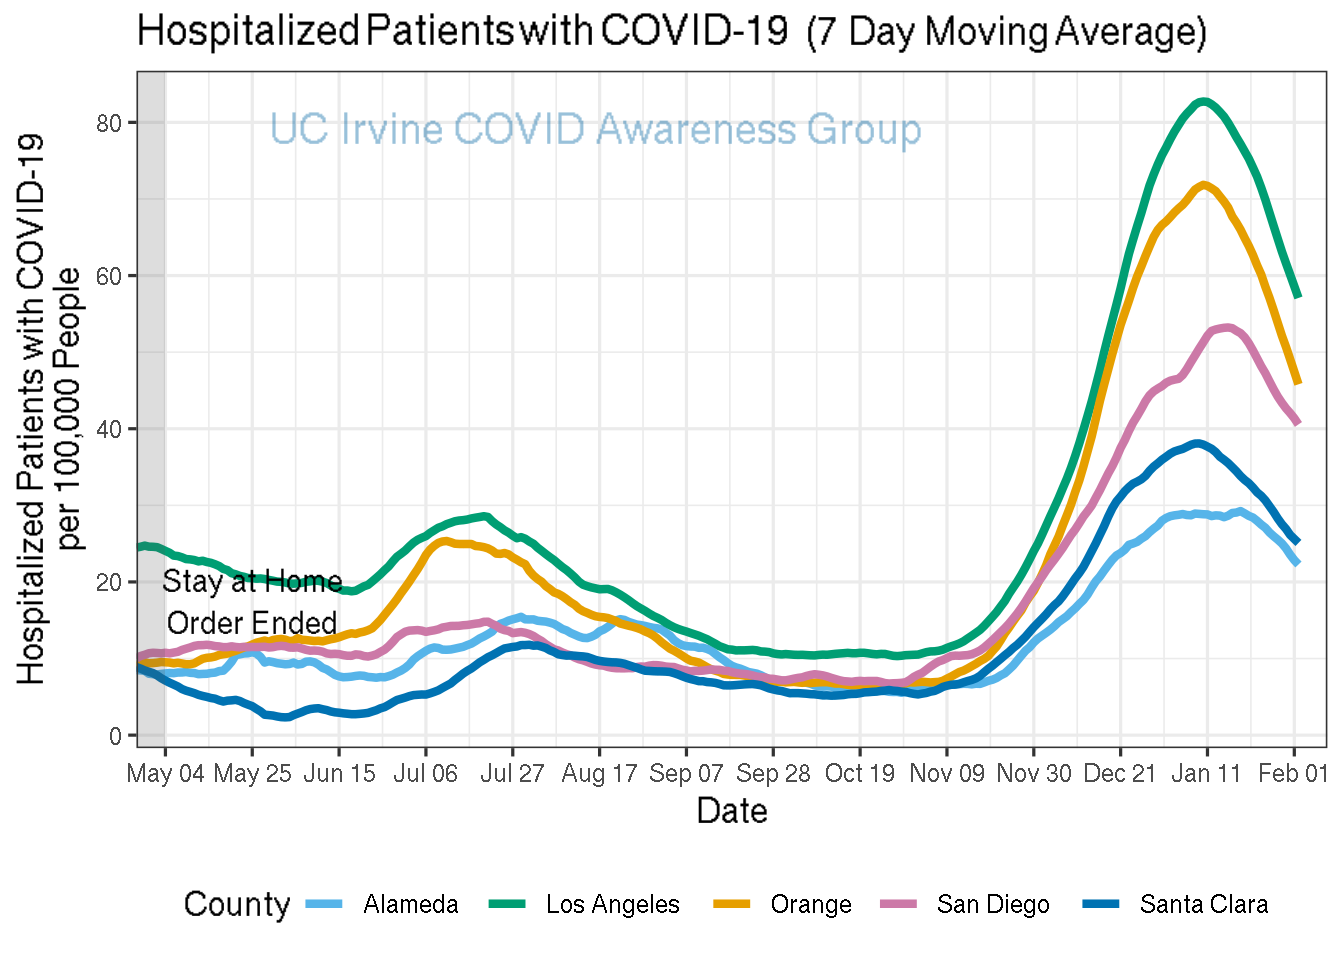 Hospitalized Patients with COVID-19 (7 Day Moving Average)
UC Irvine COVID Awareness Group
Hospitalized Patients with COVID-19
per 100,000 People
80
60
40
20
0
Stay at Home
Order Ended
May 04 May 25 Jun 15 Jul 06 Jul 27 Aug 17 Sep 07 Sep 28 Oct 19 Nov 09 Nov 30 Dec 21 Jan 11 Feb 01
Date
County Alameda Los Angeles Orange San Diego Santa Clara